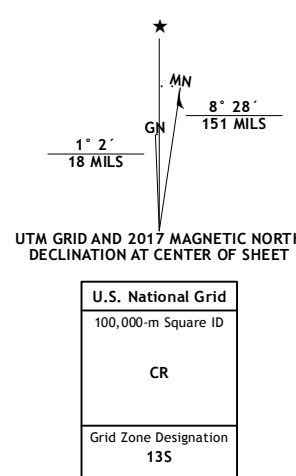 ★
MN
8° 28´
151 MILS
GN
1° 2´
18 MILS
UTM GRID AND 2017 MAGNETIC NORTH
DECLINATION AT CENTER OF SHEET
U.S. National Grid
100,000-m Square ID
CR
Grid Zone Designation
13S